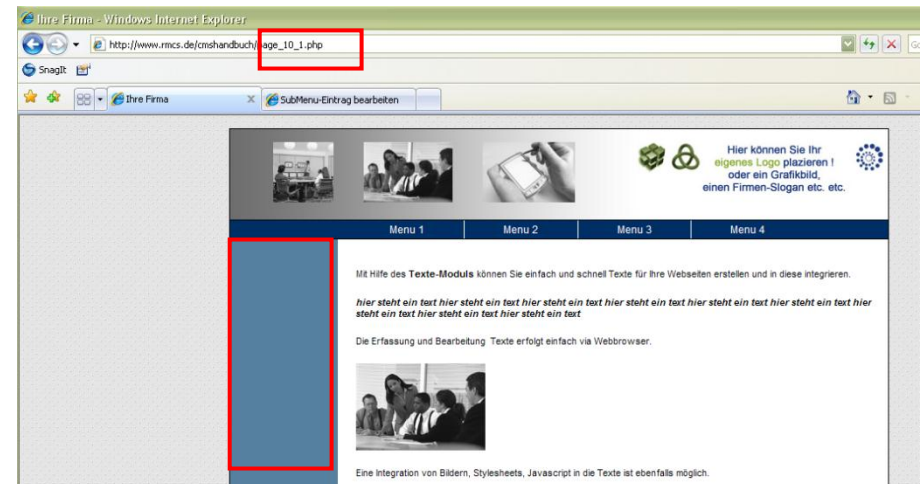 Ihre Firma - Windows Internet Explorer
http://www.rmcs.de/cmshandbuch/page_10_1.php
SnagIt
Ihre Firma
SubMenu-Eintrag bearbeiten
Hier können Sie Ihr
eigenes Logo plazieren !
oder ein Grafikbild,
einen Firmen-Slogan etc. etc.
Menu 1 Menu 2 Menu 3 Menu 4
Mit Hilfe des Texte-Moduls können Sie einfach und schnell Texte für Ihre Webseiten erstellen und in diese integrieren.
hier steht ein text hier steht ein text hier steht ein text hier steht ein text hier steht ein text hier steht ein text hier
steht ein text hier steht ein text hier steht ein text
Die Erfassung und Bearbeitung Texte erfolgt einfach via Webbrowser.
Eine Integration von Bildern, Stylesheets, Javascript in die Texte ist ebenfalls möglich.